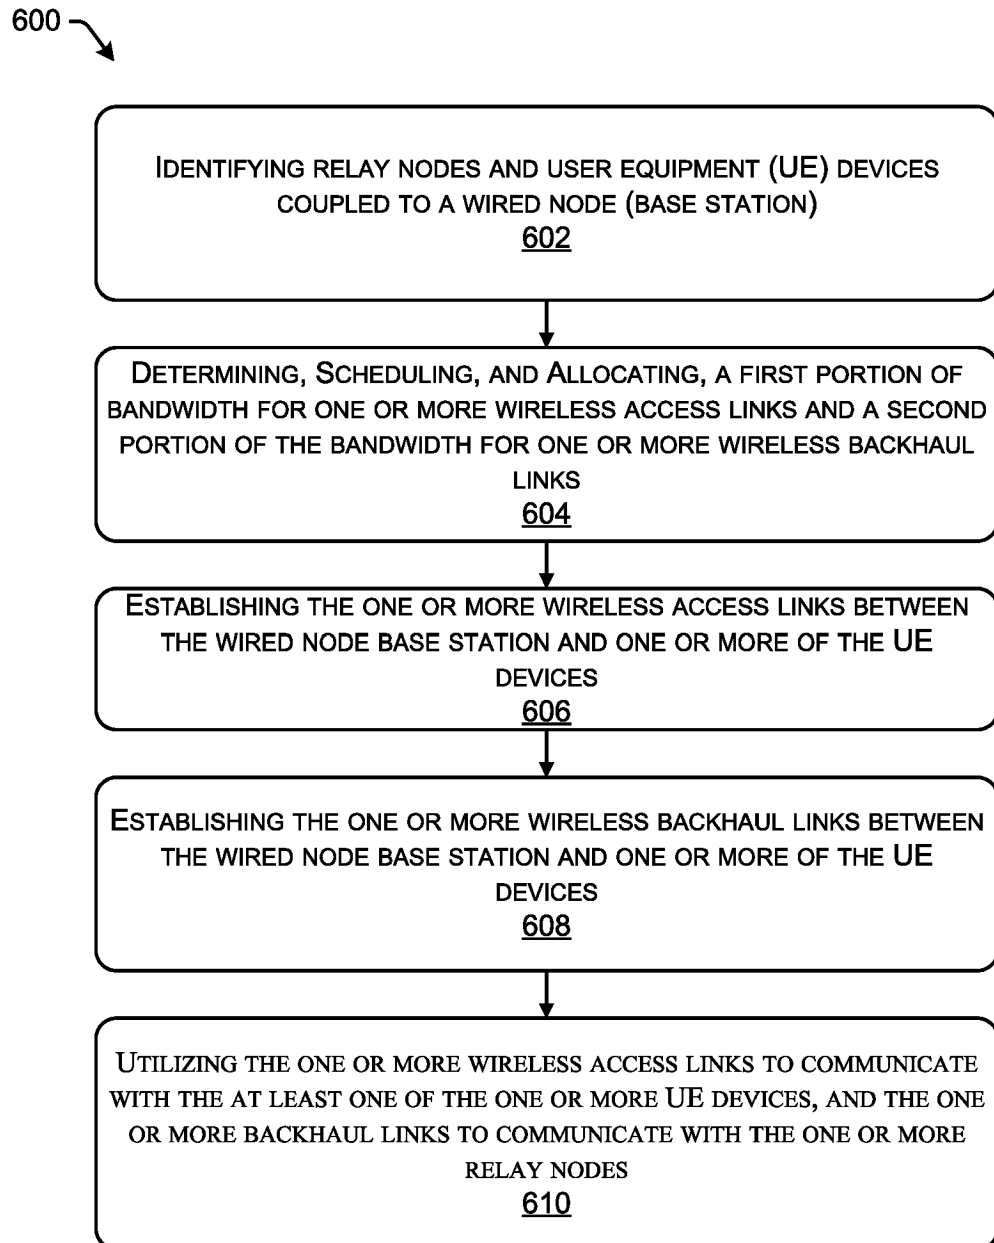 600
IDENTIFYING RELAY NODES AND USER EQUIPMENT (UE) DEVICES
COUPLED TO A WIRED NODE (BASE STATION)
602
DETERMINING, SCHEDULING, AND ALLOCATING, A FIRST PORTION OF
BANDWIDTH FOR ONE OR MORE WIRELESS ACCESS LINKS AND A SECOND
PORTION OF THE BANDWIDTH FOR ONE OR MORE WIRELESS BACKHAUL
LINKS
604
ESTABLISHING THE ONE OR MORE WIRELESS ACCESS LINKS BETWEEN
THE WIRED NODE BASE STATION AND ONE OR MORE OF THE UE
DEVICES
606
ESTABLISHING THE ONE OR MORE WIRELESS BACKHAUL LINKS BETWEEN
THE WIRED NODE BASE STATION AND ONE OR MORE OF THE UE
DEVICES
608
UTILIZING THE ONE OR MORE WIRELESS ACCESS LINKS TO COMMUNICATE
WITH THE AT LEAST ONE OF THE ONE OR MORE UE DEVICES, AND THE ONE
OR MORE BACKHAUL LINKS TO COMMUNICATE WITH THE ONE OR MORE
RELAY NODES
610